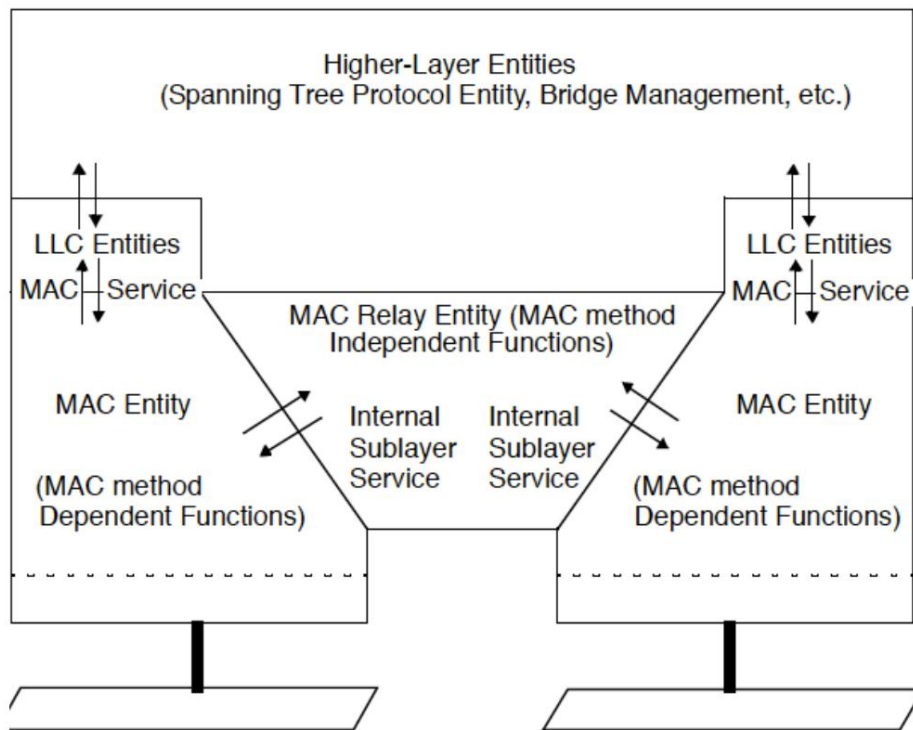 Higher-Layer Entities
(Spanning Tree Protocol Entity, Bridge Management, etc.)
LLC Entities
MAC Service
LLC Entities
MAC Service
MAC Relay Entity (MAC method
Independent Functions)
MAC Entity
Internal
Sublayer
Service
Internal
Sublayer
Service
MAC Entity
(MAC method
Dependent Functions)
(MAC method
Dependent Functions)